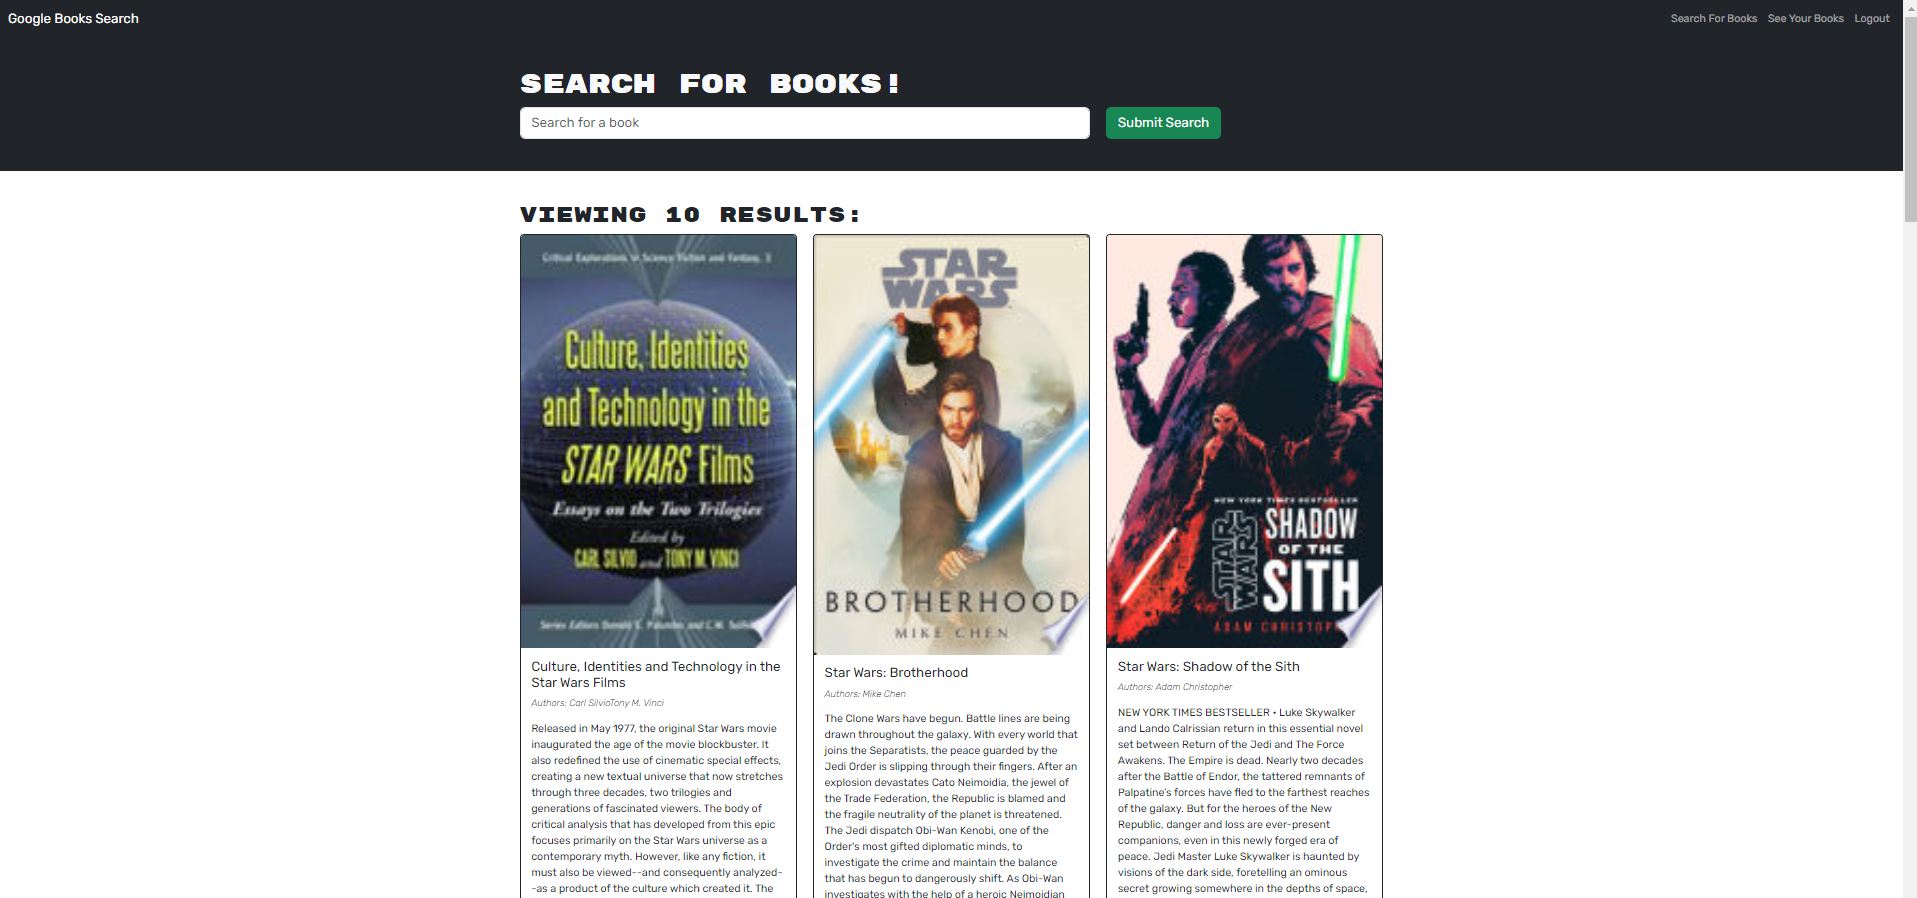 Google Books Search
Search For Books
See Your Books
Logout
SEARCH FOR BOOKS!
Search for a book
Submit Search
VIEWING 10 RESULTS:
Critical Explorations in Science Fiction and Fantasy, 3
Culture, Identities
and Technology in the
STAR WARS Films
Essays on the Two Trilogies
Edited by
CARL SILVIO and TONY M. VINCI
Series Editors Donald E. Palumbo and C.W.
Culture, Identities and Technology in the
Star Wars Films
Authors: Carl SilvioTony M. Vinci
Released in May 1977, the original Star Wars movie
inaugurated the age of the movie blockbuster. It
also redefined the use of cinematic special effects,
creating a new textual universe that now stretches
through three decades, two trilogies and
generations of fascinated viewers. The body of
critical analysis that has developed from this epic
focuses primarily on the Star Wars universe as a
contemporary myth. However, like any fiction, it
must also be viewed--and consequently analyzed-
-as a product of the culture which created it. The
STAR
WARS
BROTHERHOOD
MIKE CHEN
Star Wars: Brotherhood
Authors: Mike Chen
The Clone Wars have begun. Battle lines are being
drawn throughout the galaxy. With every world that
joins the Separatists, the peace guarded by the
Jedi Order is slipping through their fingers. After an
explosion devastates Cato Neimoidia, the jewel of
the Trade Federation, the Republic is blamed and
the fragile neutrality of the planet is threatened.
The Jedi dispatch Obi-Wan Kenobi, one of the
Order's most gifted diplomatic minds, to
investigate the crime and maintain the balance
that has begun to dangerously shift. As Obi-Wan
investigates with the help of a heroic Neimoidian
NEW YORK TIMES BESTSELLER
STAR
WARS
SHADOW
OF THE
SITH
ADAM CHRISTOP
Star Wars: Shadow of the Sith
Authors: Adam Christopher
NEW YORK TIMES BESTSELLER • Luke Skywalker
and Lando Calrissian return in this essential novel
set between Return of the Jedi and The Force
Awakens. The Empire is dead. Nearly two decades
after the Battle of Endor, the tattered remnants of
Palpatine's forces have fled to the farthest reaches
of the galaxy. But for the heroes of the New
Republic, danger and loss are ever-present
companions, even in this newly forged era of
peace. Jedi Master Luke Skywalker is haunted by
visions of the dark side, foretelling an ominous
secret growing somewhere in the depths of space,